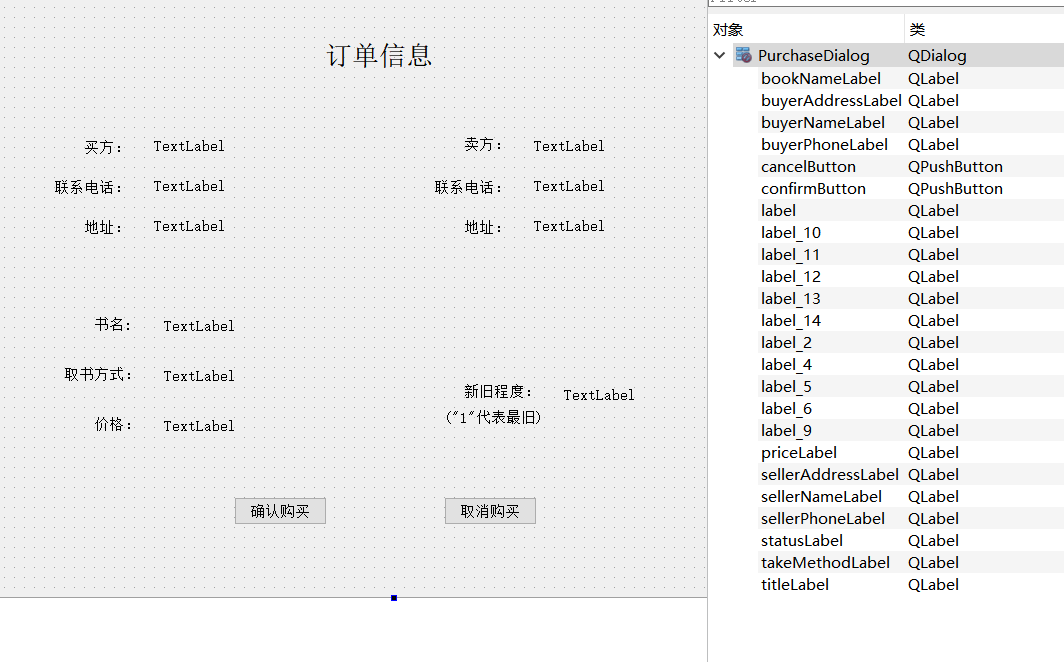 订单信息
买方： TextLabel 卖方： TextLabel
联系电话： TextLabel 联系电话： TextLabel
地址： TextLabel 地址： TextLabel
书名： TextLabel
取书方式： TextLabel
新旧程度： TextLabel
("1"代表最旧)
价格： TextLabel
确认购买 取消购买
对象 类
PurchaseDialog QDialog
bookNameLabel QLabel
buyerAddressLabel QLabel
buyerNameLabel QLabel
buyerPhoneLabel QLabel
cancelButton QPushButton
confirmButton QPushButton
label QLabel
label_10 QLabel
label_11 QLabel
label_12 QLabel
label_13 QLabel
label_14 QLabel
label_2 QLabel
label_4 QLabel
label_5 QLabel
label_6 QLabel
label_9 QLabel
priceLabel QLabel
sellerAddressLabel QLabel
sellerNameLabel QLabel
sellerPhoneLabel QLabel
statusLabel QLabel
takeMethodLabel QLabel
titleLabel QLabel